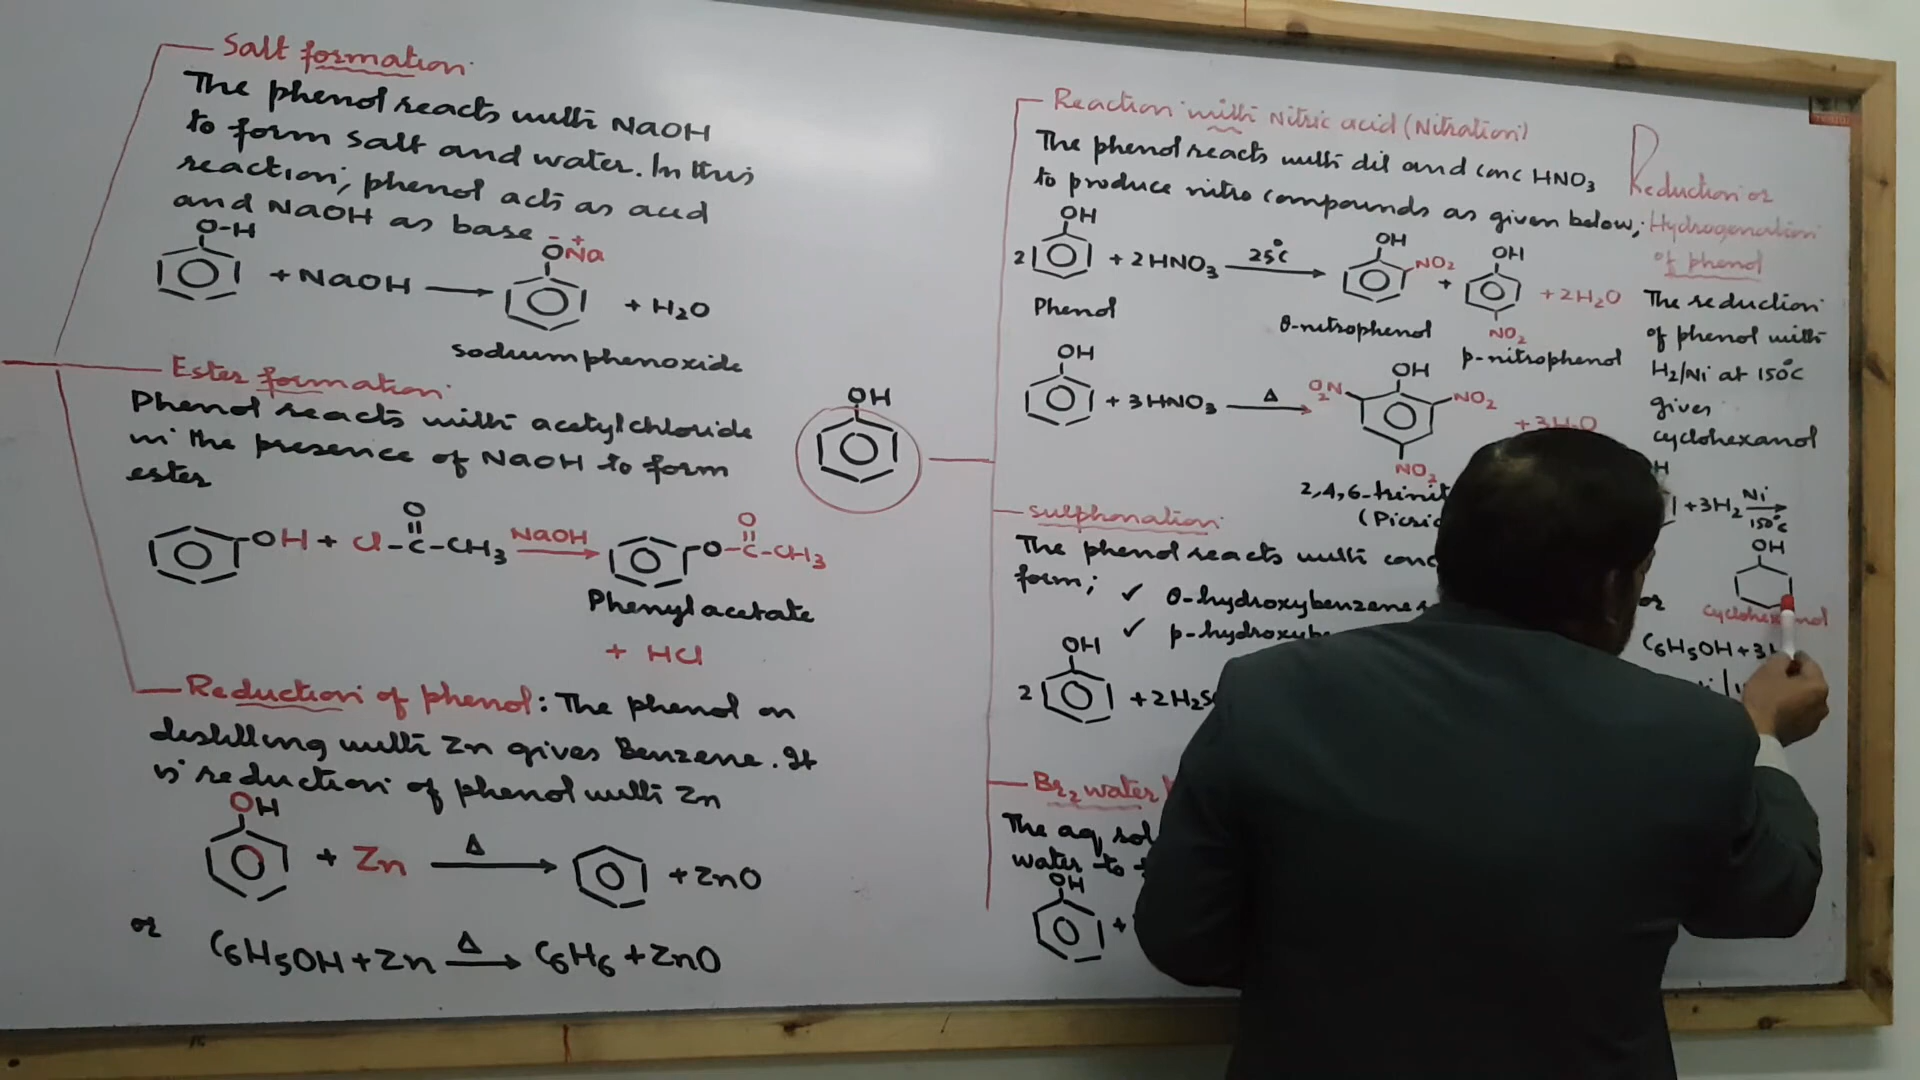 Salt formation
The phenol reacts with NaOH
to form salt and water. In this
reaction, phenol acts as acid
and NaOH as base
O-H
- +
ONa
+ NaOH ⟶ + H2O
sodium phenoxide
Ester formation
Phenol reacts with acetylchloride
in the presence of NaOH to form
ester
O
OH + Cl-C-CH3 NaOH ⟶ O-C-CH3
O
Phenyl acetate
+ HCl
Reduction of phenol: The phenol on
distilling with Zn gives Benzene. It
is reduction of phenol with Zn
OH
+ Zn Δ ⟶ + ZnO
or
C6H5OH + Zn Δ ⟶ C6H6 + ZnO
OH
Reaction with Nitric acid (Nitration)
The phenol reacts with dil and conc HNO3
to produce nitro compounds as given below;
OH OH OH
2 + 2HNO3 25°C ⟶ NO2 + + 2H2O
NO2
Phenol o-nitrophenol p-nitrophenol
OH OH
+ 3HNO3 Δ ⟶ O2N NO2 + 3H2O
NO2
2,4,6-trinit
(Picric
sulphonation
The phenol reacts with conc
form; ✓ o-hydroxybenzene
✓ p-hydroxybe
OH
2 + 2H2S
Br2 water
The aq sol
water to
OH
+
Reduction or
Hydrogenation
of phenol
The reduction
of phenol with
H2/Ni at 150°C
gives
cyclohexanol
H
+3H2 Ni ⟶
150°C
OH
or
cyclohexanol
C6H5OH+3